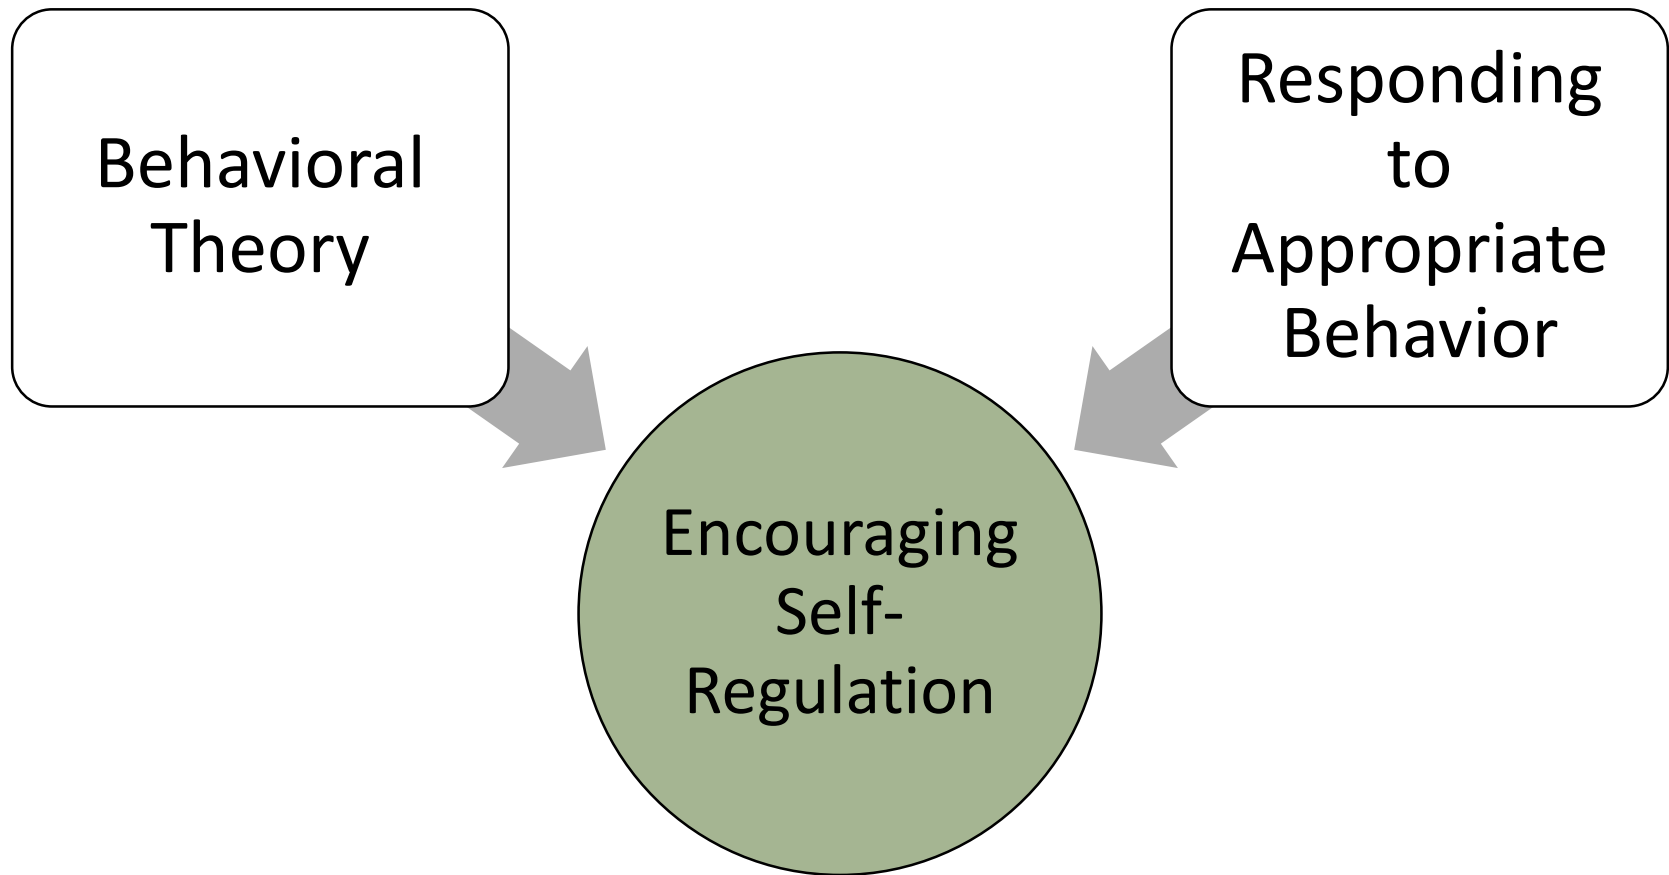 Behavioral
Theory
Responding
to
Appropriate
Behavior
Encouraging
Self-
Regulation